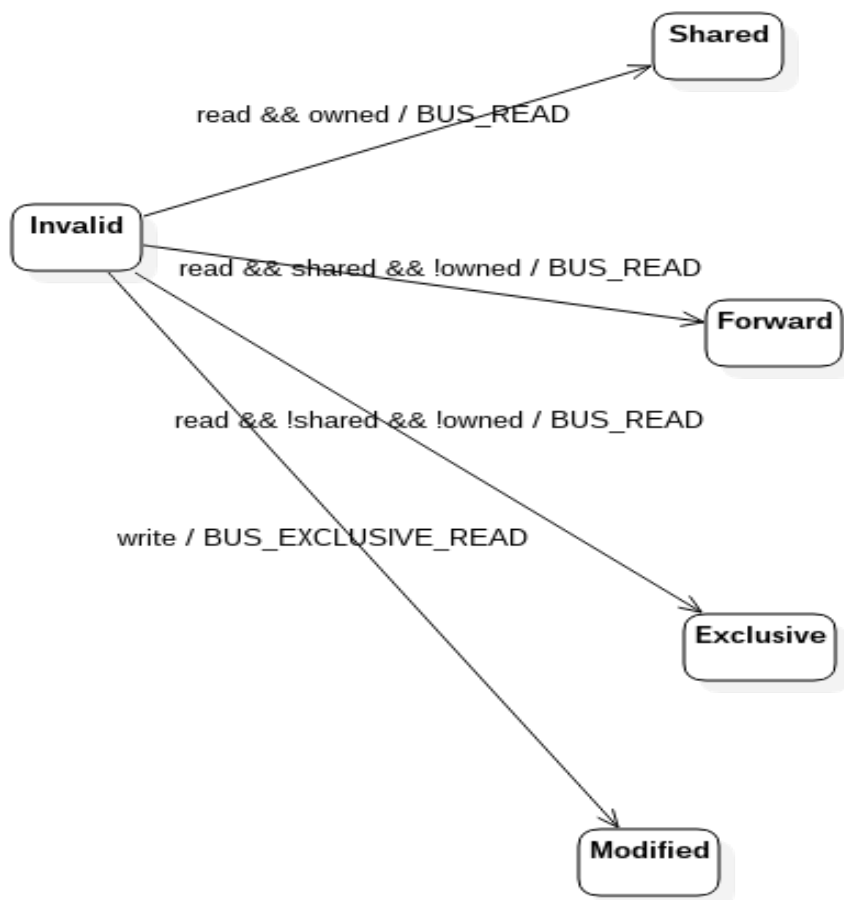 Shared
read && owned / BUS_READ
Invalid
read && shared && !owned / BUS_READ
Forward
read && !shared && !owned / BUS_READ
write / BUS_EXCLUSIVE_READ
Exclusive
Modified